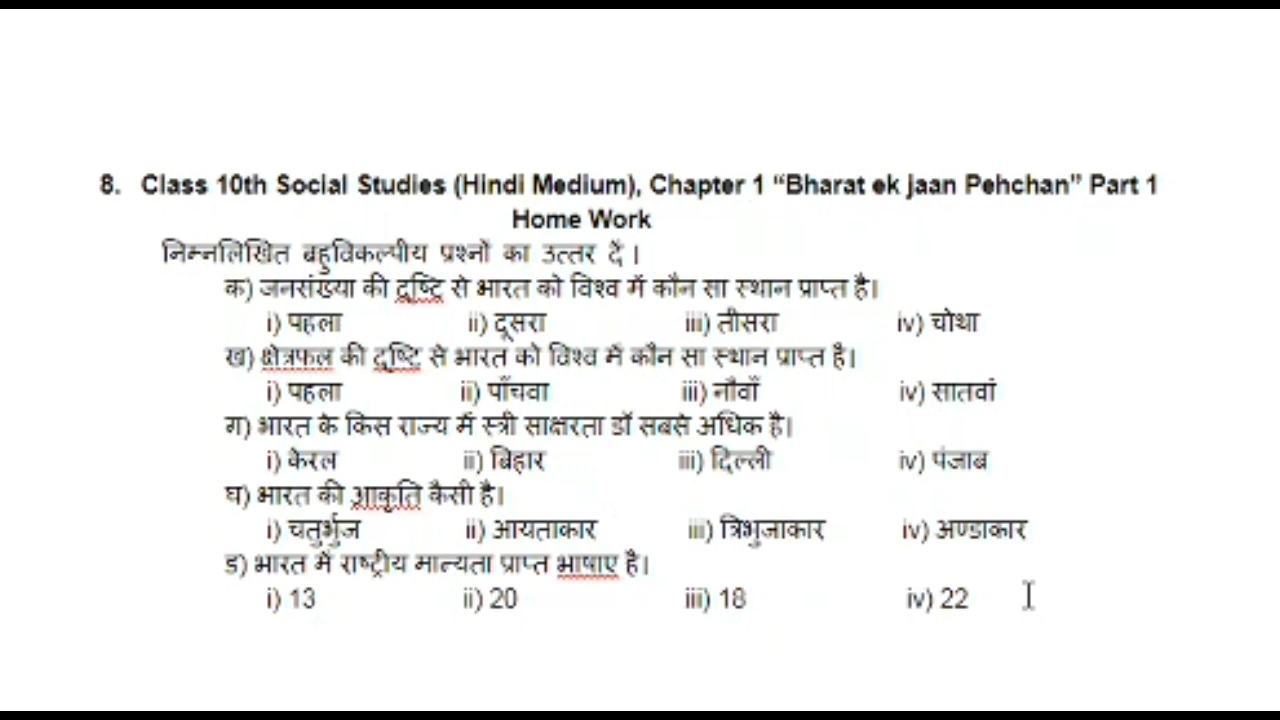 8. Class 10th Social Studies (Hindi Medium), Chapter 1 “Bharat ek Jaan Pehchan” Part 1
Home Work
निम्नलिखित बहुविकल्पीय प्रश्नों का उत्तर दें ।
क) जनसंख्या की दृष्टि से भारत को विश्व में कौन सा स्थान प्राप्त है।
i) पहला ii) दूसरा iii) तीसरा iv) चोथा
ख) क्षेत्रफल की दृष्टि से भारत को विश्व में कौन सा स्थान प्राप्त है।
i) पहला ii) पाँचवा iii) नौवाँ iv) सातवां
ग) भारत के किस राज्य में स्त्री साक्षरता डॉ सबसे अधिक है।
i) केरल ii) बिहार iii) दिल्ली iv) पंजाब
घ) भारत की आकृति कैसी है।
i) चतुर्भुज ii) आयताकार iii) त्रिभुजाकार iv) अण्डाकार
ड) भारत में राष्ट्रीय मान्यता प्राप्त भाषाए है।
i) 13 ii) 20 iii) 18 iv) 22